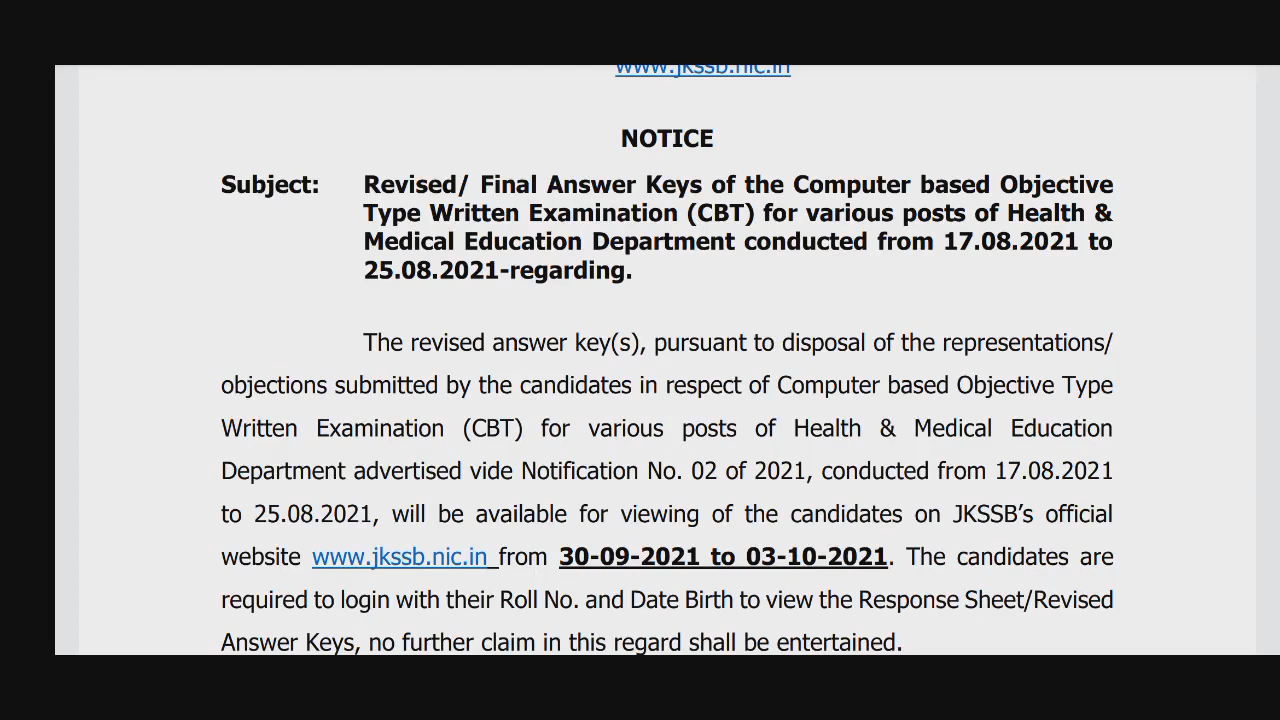 www.jkssb.nic.in
NOTICE
Subject: Revised/ Final Answer Keys of the Computer based Objective
Type Written Examination (CBT) for various posts of Health &
Medical Education Department conducted from 17.08.2021 to
25.08.2021-regarding.
The revised answer key(s), pursuant to disposal of the representations/
objections submitted by the candidates in respect of Computer based Objective Type
Written Examination (CBT) for various posts of Health & Medical Education
Department advertised vide Notification No. 02 of 2021, conducted from 17.08.2021
to 25.08.2021, will be available for viewing of the candidates on JKSSB’s official
website www.jkssb.nic.in from 30-09-2021 to 03-10-2021. The candidates are
required to login with their Roll No. and Date Birth to view the Response Sheet/Revised
Answer Keys, no further claim in this regard shall be entertained.